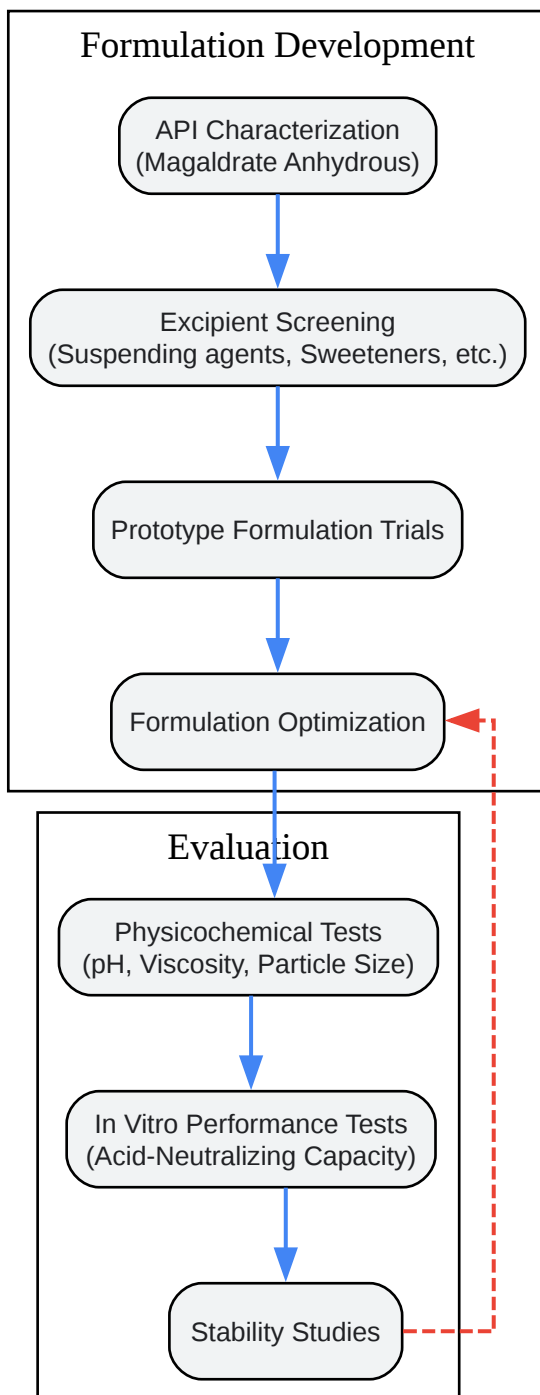 Formulation Development
API Characterization
(Magaldrate Anhydrous)
Excipient Screening
(Suspending agents, Sweeteners, etc.)
Prototype Formulation Trials
Formulation Optimization
Evaluation
Physicochemical Tests
(pH, Viscosity, Particle Size)
In Vitro Performance Tests
(Acid-Neutralizing Capacity)
Stability Studies